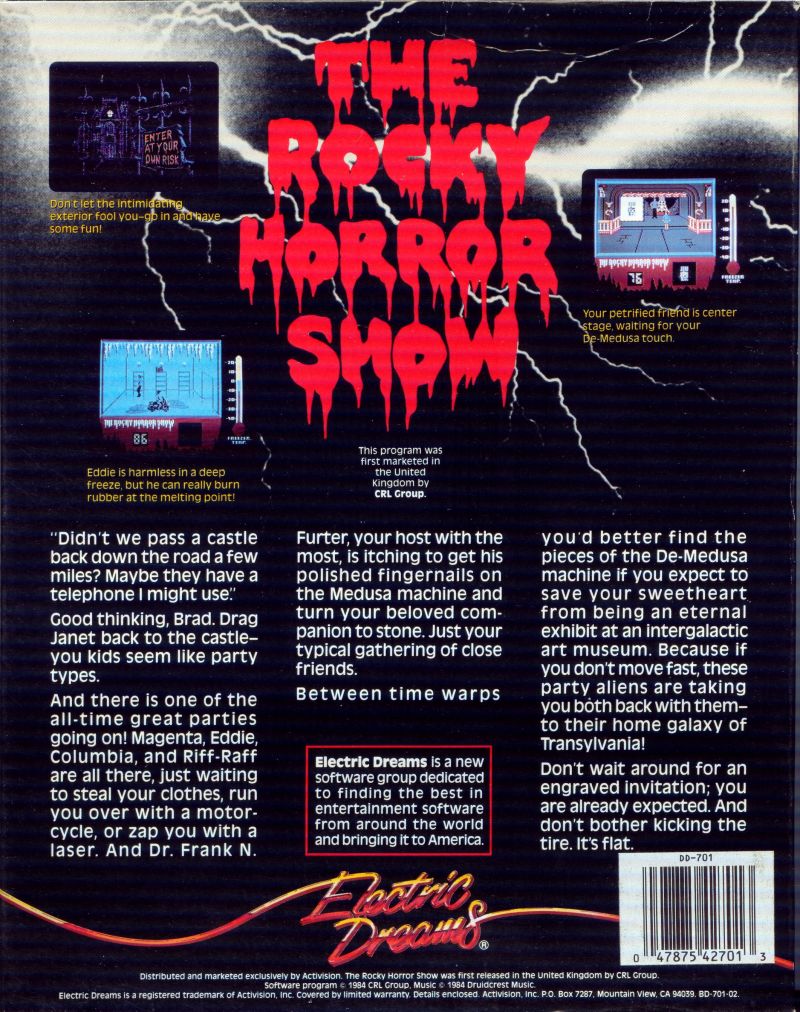 THE
ROCKY
HORROR
SHOW
ENTER
AT YOUR
OWN RISK
Don't let the intimidating
exterior fool you–go in and have
some fun!
THE ROCKY HORROR SHOW
76
FREEZER
TEMP.
Your petrified friend is center
stage, waiting for your
De-Medusa touch.
THE ROCKY HORROR SHOW
86
FREEZER
TEMP.
Eddie is harmless in a deep
freeze, but he can really burn
rubber at the melting point!
This program was
first marketed in
the United
Kingdom by
CRL Group.
"Didn't we pass a castle
back down the road a few
miles? Maybe they have a
telephone I might use."
Good thinking, Brad. Drag
Janet back to the castle–
you kids seem like party
types.
And there is one of the
all-time great parties
going on! Magenta, Eddie,
Columbia, and Riff-Raff
are all there, just waiting
to steal your clothes, run
you over with a motor-
cycle, or zap you with a
laser. And Dr. Frank N.
Furter, your host with the
most, is itching to get his
polished fingernails on
the Medusa machine and
turn your beloved com-
panion to stone. Just your
typical gathering of close
friends.
Between time warps
you'd better find the
pieces of the De-Medusa
machine if you expect to
save your sweetheart
from being an eternal
exhibit at an intergalactic
art museum. Because if
you don't move fast, these
party aliens are taking
you both back with them–
to their home galaxy of
Transylvania!
Don't wait around for an
engraved invitation; you
are already expected. And
don't bother kicking the
tire. It's flat.
Electric Dreams is a new
software group dedicated
to finding the best in
entertainment software
from around the world
and bringing it to America.
Electric
Dreams®
DD-701
0 47875 42701 3
Distributed and marketed exclusively by Activision. The Rocky Horror Show was first released in the United Kingdom by CRL Group.
Software program © 1984 CRL Group, Music © 1984 Druidcrest Music.
Electric Dreams is a registered trademark of Activision, Inc. Covered by limited warranty. Details enclosed. Activision, Inc. P.O. Box 7287, Mountain View, CA 94039. BD-701-02.